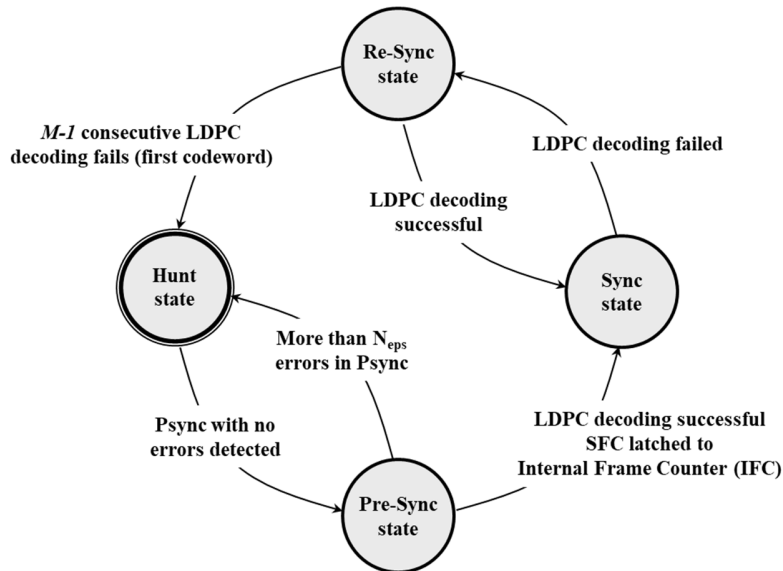 Re-Sync
state
M-1 consecutive LDPC
decoding fails (first codeword)
LDPC decoding failed
LDPC decoding
successful
Hunt
state
Sync
state
More than Neps
errors in Psync
Psync with no
errors detected
LDPC decoding successful
SFC latched to
Internal Frame Counter (IFC)
Pre-Sync
state